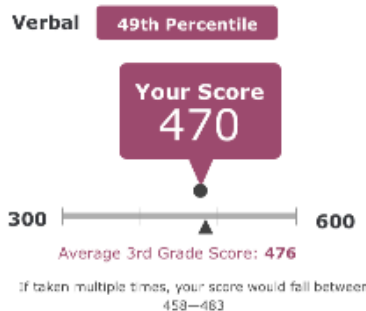 Verbal 49th Percentile
Your Score
470
300 600
Average 3rd Grade Score: 476
If taken multiple times, your score would fall between
458—483